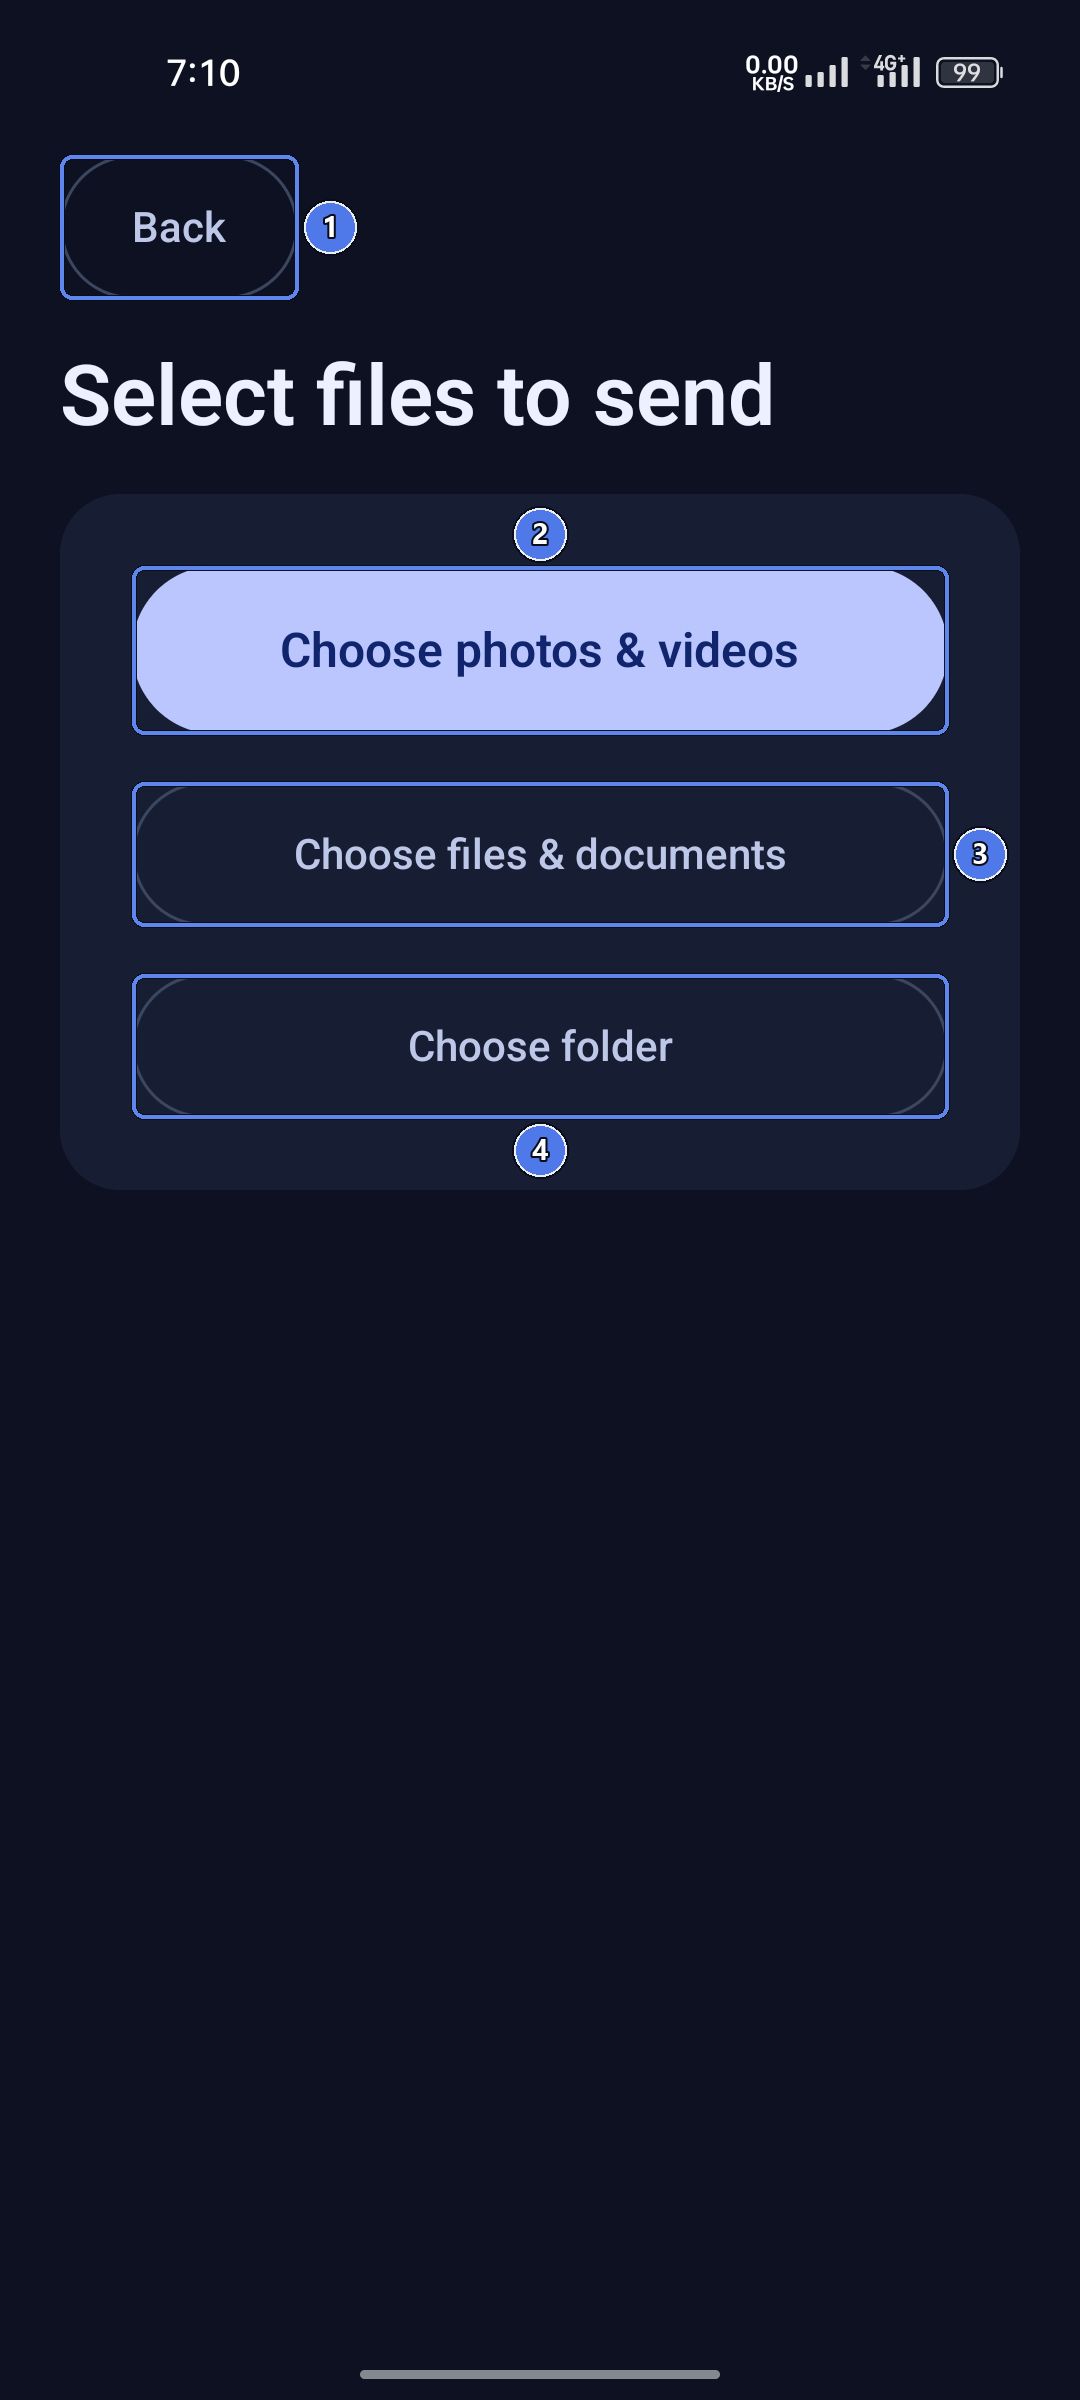 7:10
0.00
KB/S
4G+
99
Back
1
Select files to send
2
Choose photos & videos
Choose files & documents
3
Choose folder
4